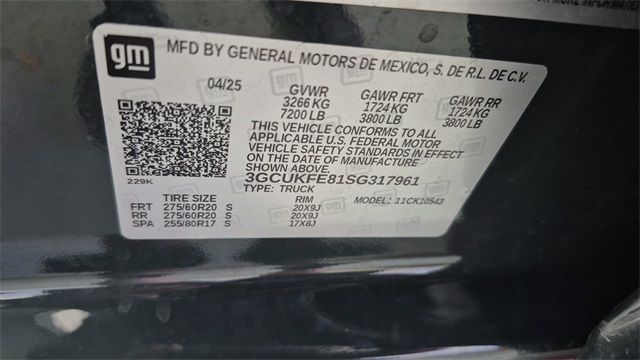 OR MORE INFORMATION
gm
MFD BY GENERAL MOTORS DE MEXICO, S. DE R.L. DE C.V.
04/25
GVWR GAWR FRT GAWR RR
3266 KG 1724 KG 1724 KG
7200 LB 3800 LB 3800 LB
THIS VEHICLE CONFORMS TO ALL
APPLICABLE U.S. FEDERAL MOTOR
VEHICLE SAFETY STANDARDS IN EFFECT
ON THE DATE OF MANUFACTURE
SHOWN ABOVE.
229K
3GCUKFE81SG317961
TYPE: TRUCK MODEL: 11CK10543
TIRE SIZE RIM
FRT 275/60R20 S 20X9J
RR 275/60R20 S 20X9J
SPA 255/80R17 S 17X8J